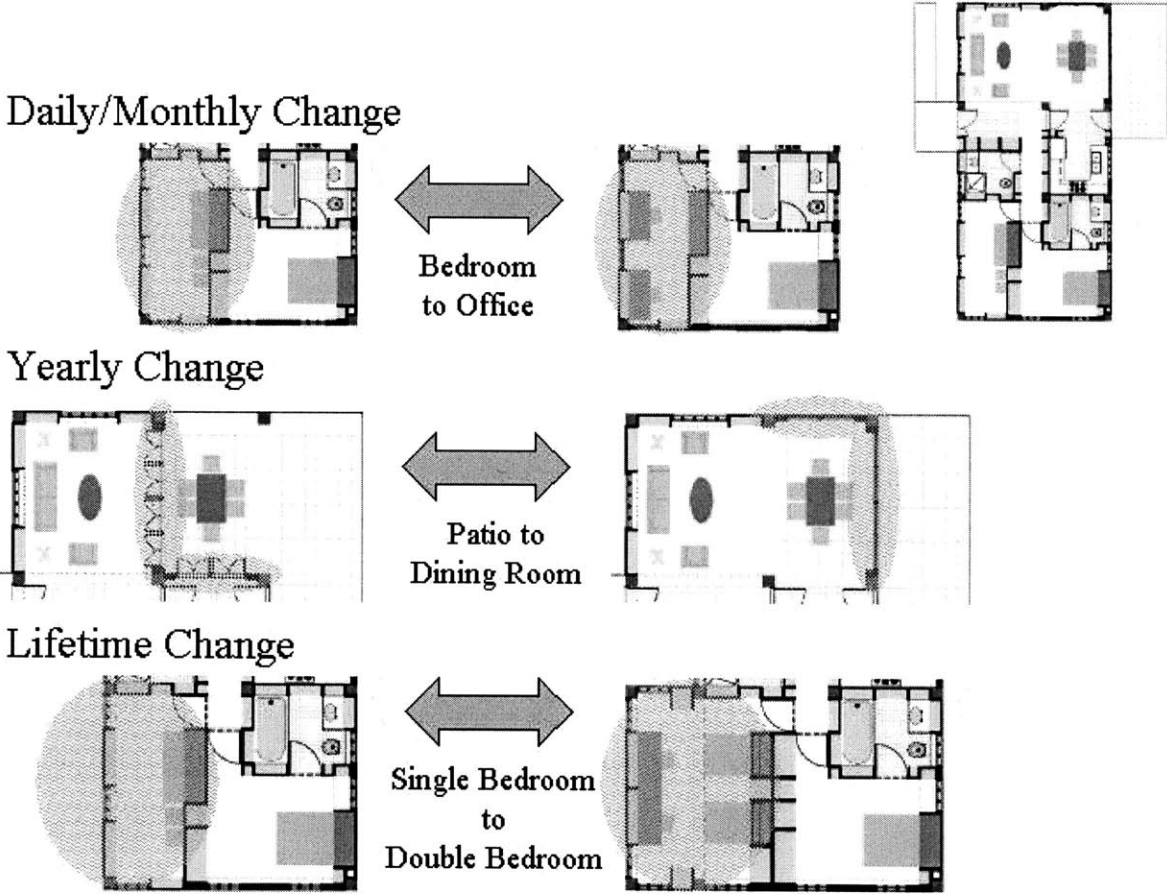 Daily/Monthly Change
Bedroom
to Office
Yearly Change
Patio to
Dining Room
Lifetime Change
Single Bedroom
to
Double Bedroom